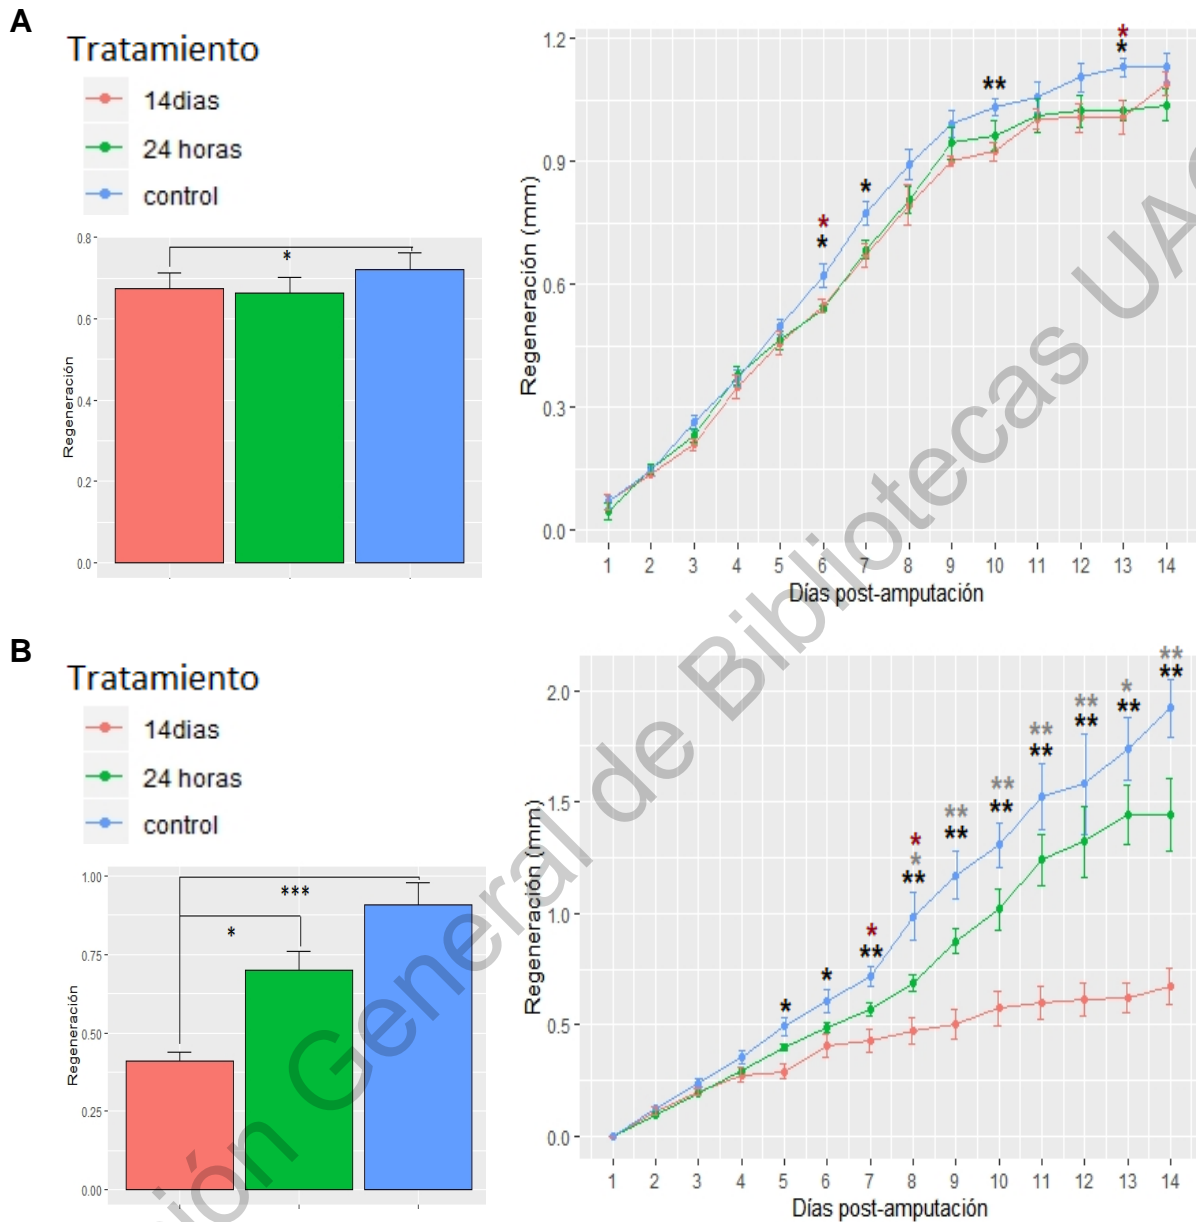 A
Tratamiento
14dias
24 horas
control
0.8
0.6
0.4
0.2
0.0
Regeneración
*
1.2
0.9
0.6
0.3
0.0
Regeneración (mm)
*
*
*
**
*
*
1 2 3 4 5 6 7 8 9 10 11 12 13 14
Días post-amputación
B
Tratamiento
14dias
24 horas
control
1.00
0.75
0.50
0.25
0.00
Regeneración
***
*
2.0
1.5
1.0
0.5
0.0
Regeneración (mm)
*
*
*
**
*
*
**
**
**
**
**
**
**
**
**
*
**
**
**
1 2 3 4 5 6 7 8 9 10 11 12 13 14
Días post-amputación
ión General de Bibliotecas UA